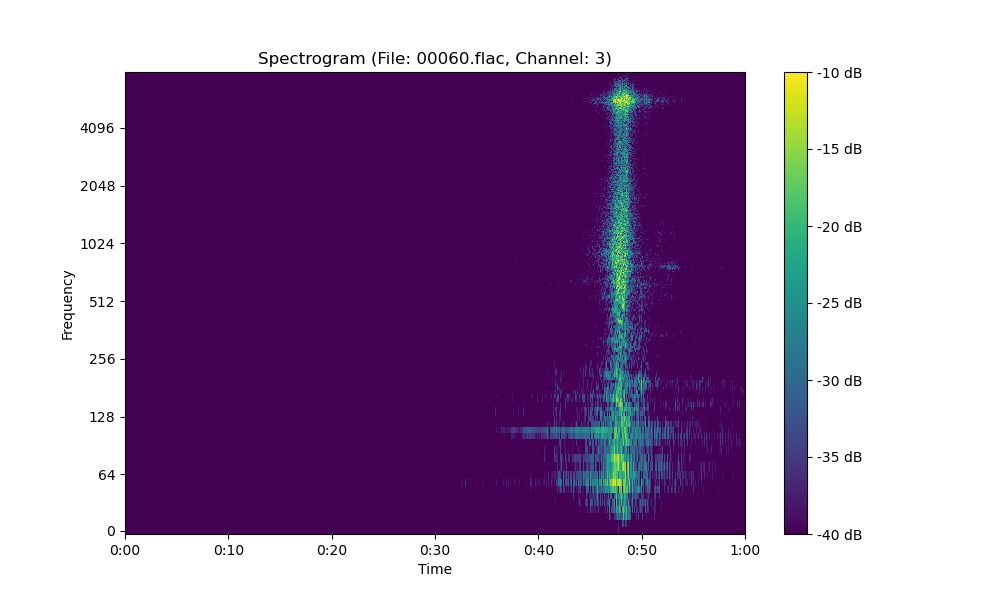 Spectrogram (File: 00060.flac, Channel: 3)
-10 dB
4096
-15 dB
2048
-20 dB
1024
Frequency
512
-25 dB
256
-30 dB
128
-35 dB
64
0
-40 dB
0:00 0:10 0:20 0:30 0:40 0:50 1:00
Time